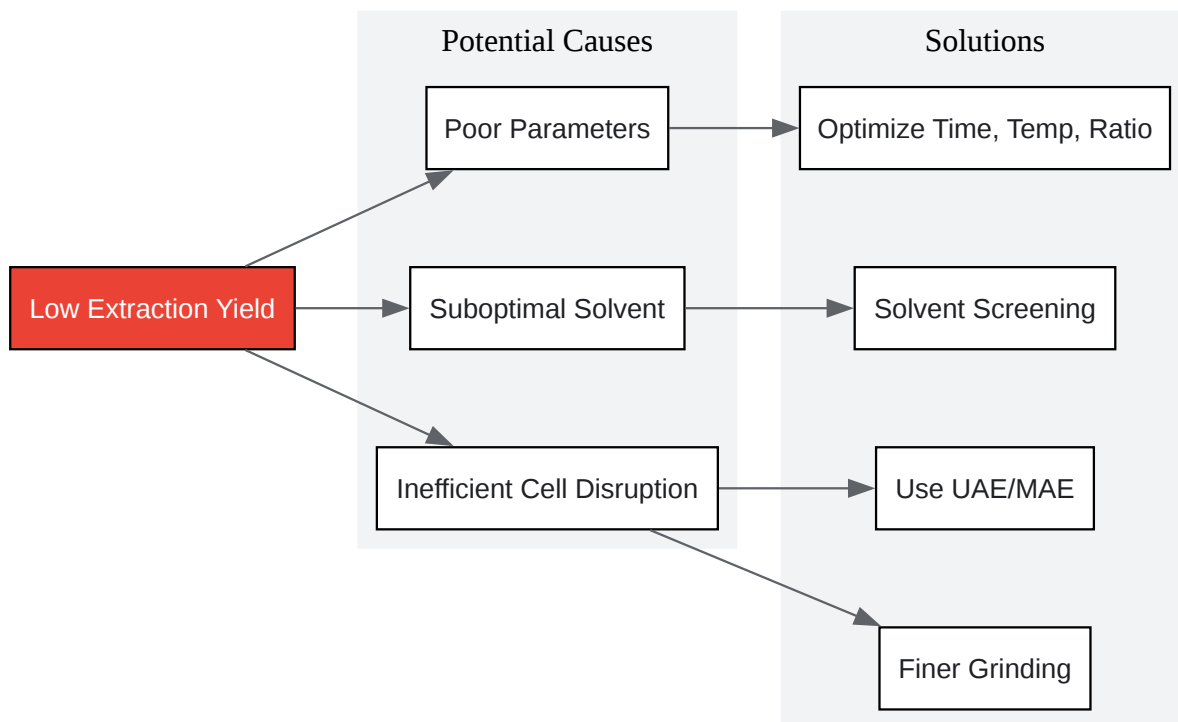 Potential Causes
Solutions
Poor Parameters
Optimize Time, Temp, Ratio
Low Extraction Yield
Suboptimal Solvent
Solvent Screening
Inefficient Cell Disruption
Use UAE/MAE
Finer Grinding